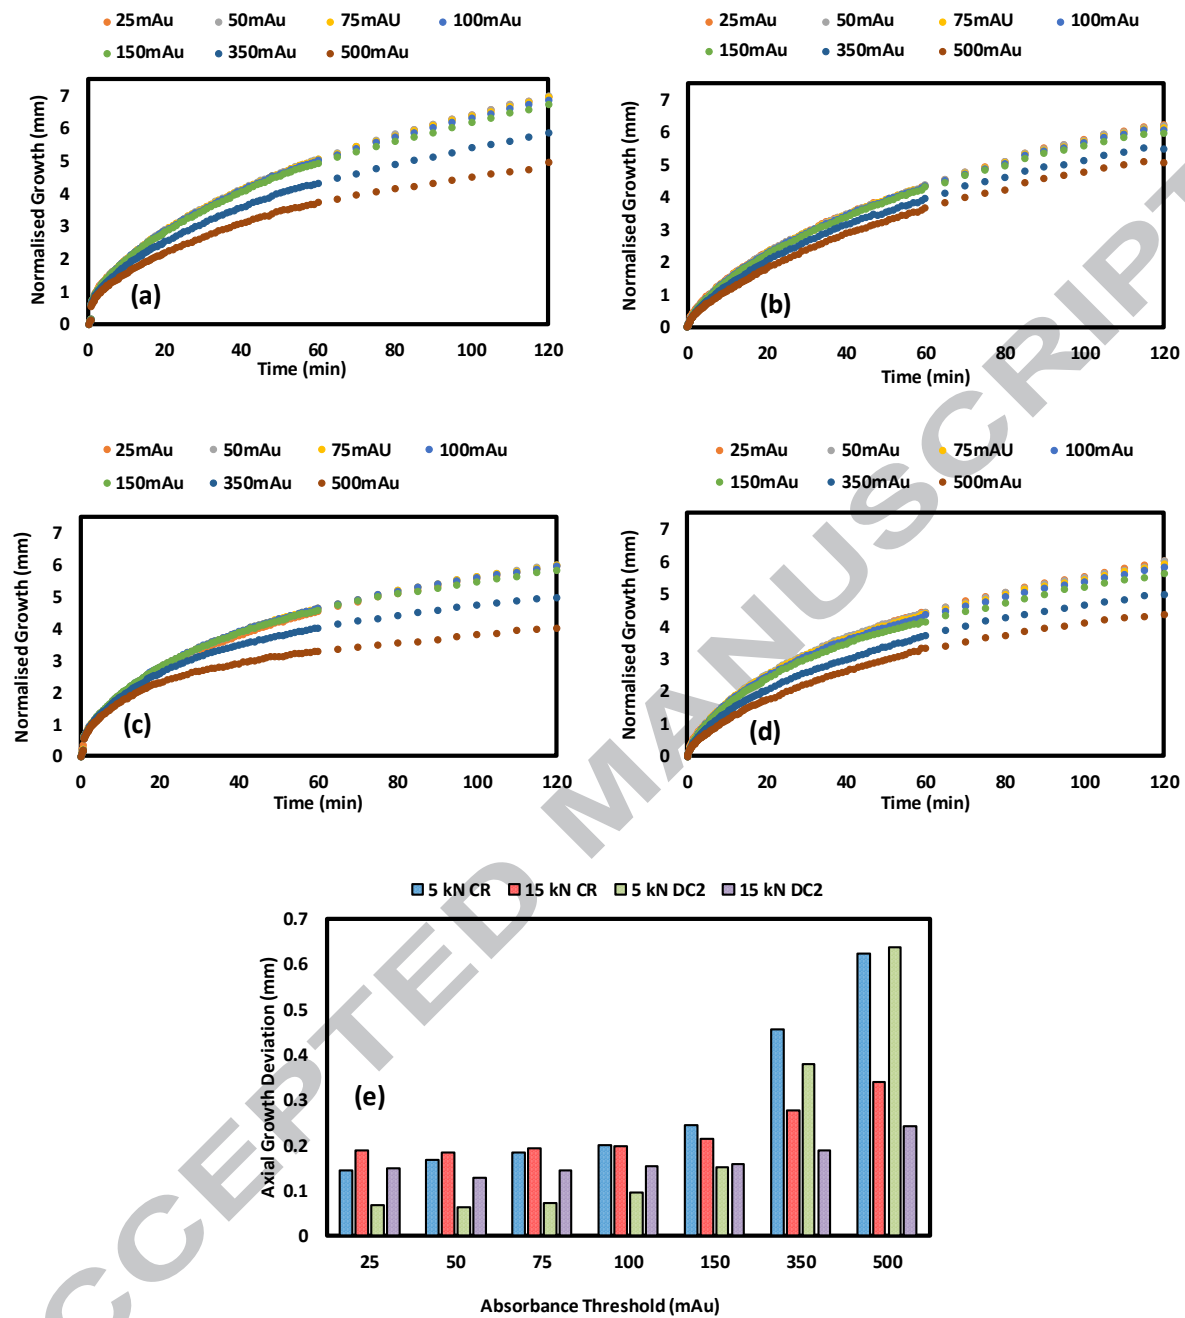 25mAu 50mAu 75mAU 100mAu
150mAu 350mAu 500mAu
Normalised Growth (mm)
7
6
5
4
3
2
1
0
(a)
0 20 40 60 80 100 120
Time (min)
25mAu 50mAu 75mAU 100mAu
150mAu 350mAu 500mAu
Normalised Growth (mm)
7
6
5
4
3
2
1
0
(b)
0 20 40 60 80 100 120
Time (min)
25mAu 50mAu 75mAU 100mAu
150mAu 350mAu 500mAu
Normalised Growth (mm)
7
6
5
4
3
2
1
0
(c)
0 20 40 60 80 100 120
Time (min)
25mAu 50mAu 75mAU 100mAu
150mAu 350mAu 500mAu
Normalised Growth (mm)
7
6
5
4
3
2
1
0
(d)
0 20 40 60 80 100 120
Time (min)
5 kN CR 15 kN CR 5 kN DC2 15 kN DC2
Axial Growth Deviation (mm)
0.7
0.6
0.5
0.4
0.3
0.2
0.1
0
(e)
25 50 75 100 150 350 500
Absorbance Threshold (mAu)
CCEPTED MANUSCRIPT